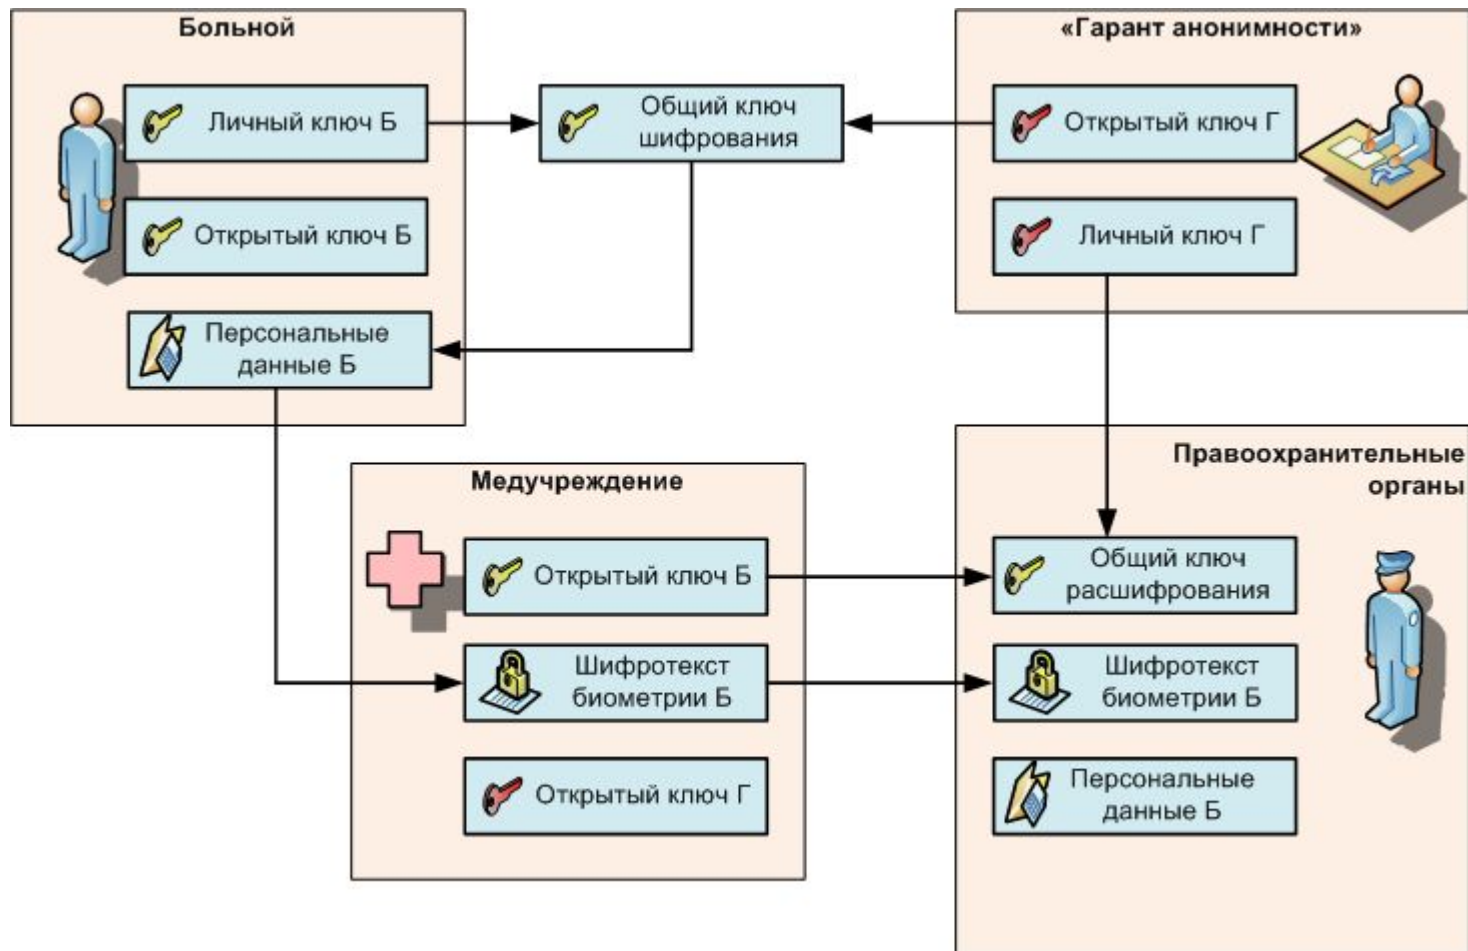 Больной
Личный ключ Б
Открытый ключ Б
Персональные
данные Б
Общий ключ
шифрования
«Гарант анонимности»
Открытый ключ Г
Личный ключ Г
Медучреждение
Открытый ключ Б
Шифротекст
биометрии Б
Открытый ключ Г
Правоохранительные
органы
Общий ключ
расшифрования
Шифротекст
биометрии Б
Персональные
данные Б